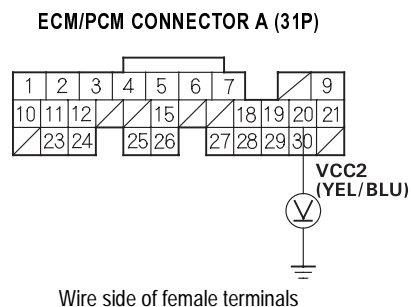 ECM/PCM CONNECTOR A (31P)
1 2 3 4 5 6 7 9
10 11 12 15 18 19 20 21
23 24 25 26 27 28 29 30
VCC2
(YEL/BLU)
V
Wire side of female terminals